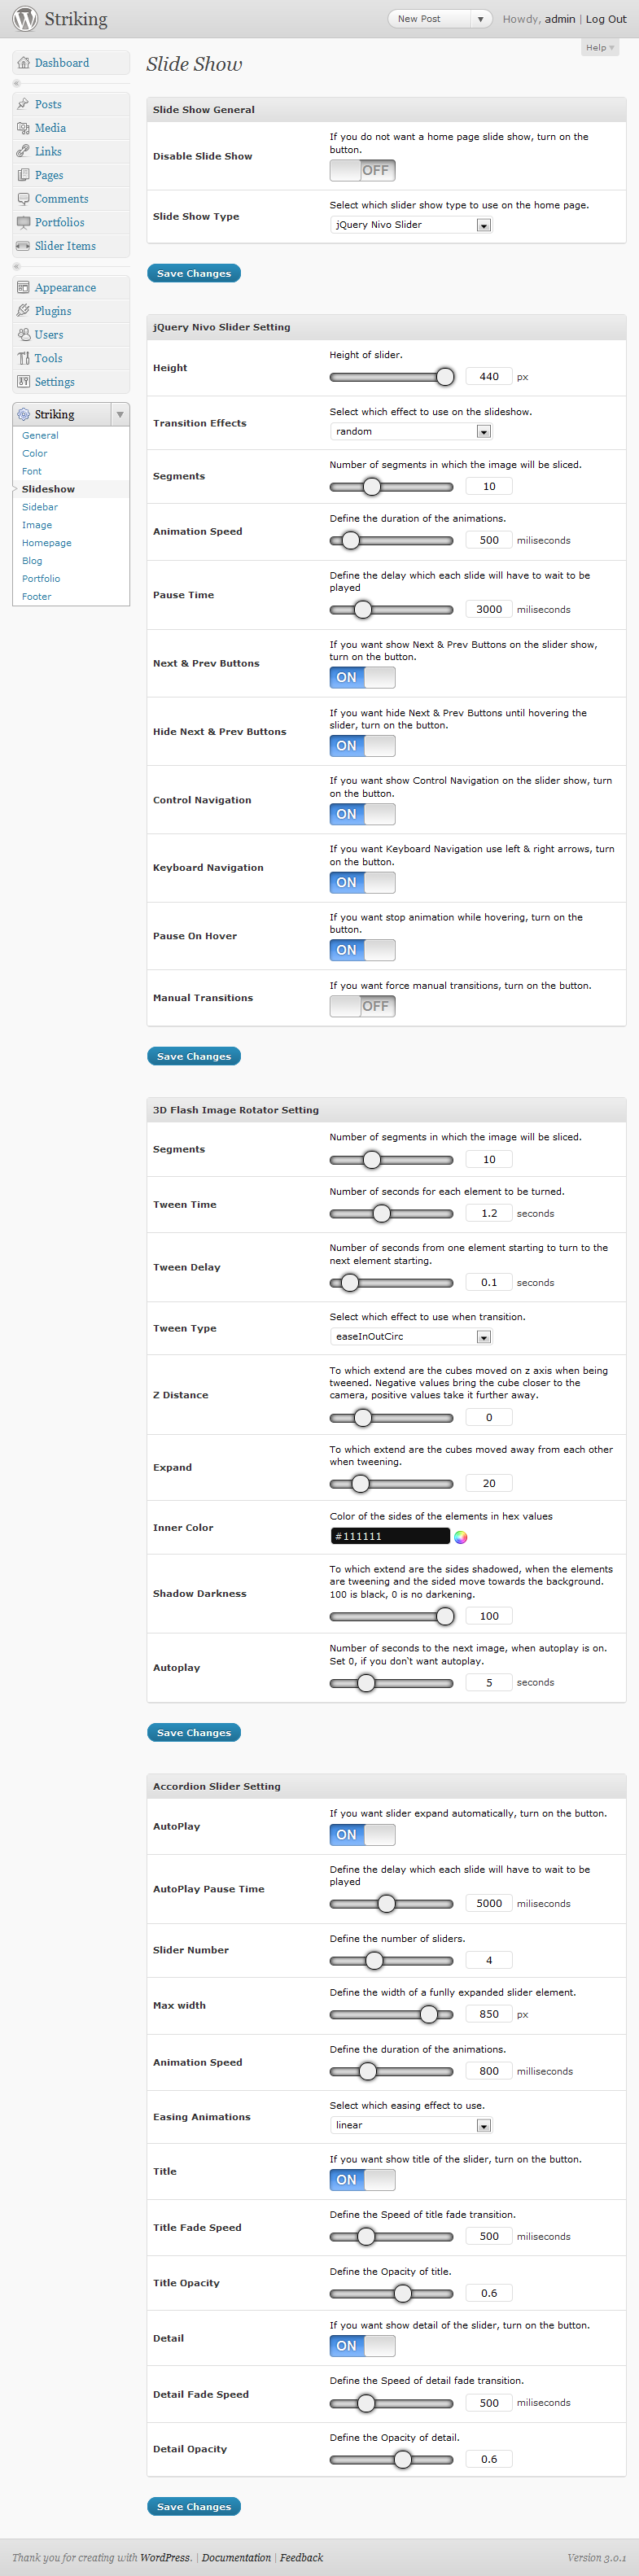 Striking
New Post
Howdy, admin | Log Out
Help
Dashboard
Posts
Media
Links
Pages
Comments
Portfolios
Slider Items
Appearance
Plugins
Users
Tools
Settings
Striking
General
Color
Font
Slideshow
Sidebar
Image
Homepage
Blog
Portfolio
Footer
Slide Show
Slide Show General
Disable Slide Show
If you do not want a home page slide show, turn on the
button.
OFF
Slide Show Type
Select which slider show type to use on the home page.
jQuery Nivo Slider
Save Changes
jQuery Nivo Slider Setting
Height
Height of slider.
440 px
Transition Effects
Select which effect to use on the slideshow.
random
Segments
Number of segments in which the image will be sliced.
10
Animation Speed
Define the duration of the animations.
500 miliseconds
Pause Time
Define the delay which each slide will have to wait to be
played
3000 miliseconds
Next & Prev Buttons
If you want show Next & Prev Buttons on the slider show,
turn on the button.
ON
Hide Next & Prev Buttons
If you want hide Next & Prev Buttons until hovering the
slider, turn on the button.
ON
Control Navigation
If you want show Control Navigation on the slider show, turn
on the button.
ON
Keyboard Navigation
If you want Keyboard Navigation use left & right arrows, turn
on the button.
ON
Pause On Hover
If you want stop animation while hovering, turn on the
button.
ON
Manual Transitions
If you want force manual transitions, turn on the button.
OFF
Save Changes
3D Flash Image Rotator Setting
Segments
Number of segments in which the image will be sliced.
10
Tween Time
Number of seconds for each element to be turned.
1.2 seconds
Tween Delay
Number of seconds from one element starting to turn to the
next element starting.
0.1 seconds
Tween Type
Select which effect to use when transition.
easeInOutCirc
Z Distance
To which extend are the cubes moved on z axis when being
tweened. Negative values bring the cube closer to the
camera, positive values take it further away.
0
Expand
To which extend are the cubes moved away from each other
when tweening.
20
Inner Color
Color of the sides of the elements in hex values
#111111
Shadow Darkness
To which extend are the sides shadowed, when the elements
are tweening and the sided move towards the background.
100 is black, 0 is no darkening.
100
Autoplay
Number of seconds to the next image, when autoplay is on.
Set 0, if you don't want autoplay.
5 seconds
Save Changes
Accordion Slider Setting
AutoPlay
If you want slider expand automatically, turn on the button.
ON
AutoPlay Pause Time
Define the delay which each slide will have to wait to be
played
5000 miliseconds
Slider Number
Define the number of sliders.
4
Max width
Define the width of a funlly expanded slider element.
850 px
Animation Speed
Define the duration of the animations.
800 milliseconds
Easing Animations
Select which easing effect to use.
linear
Title
If you want show title of the slider, turn on the button.
ON
Title Fade Speed
Define the Speed of title fade transition.
500 miliseconds
Title Opacity
Define the Opacity of title.
0.6
Detail
If you want show detail of the slider, turn on the button.
ON
Detail Fade Speed
Define the Speed of detail fade transition.
500 miliseconds
Detail Opacity
Define the Opacity of detail.
0.6
Save Changes
Thank you for creating with WordPress. | Documentation | Feedback
Version 3.0.1